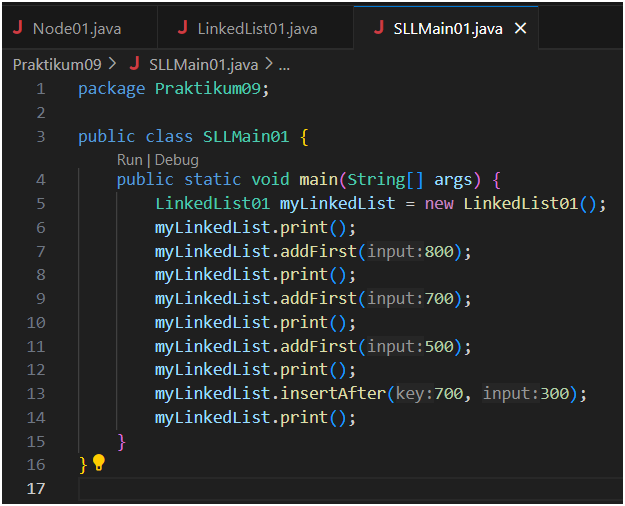 J Node01.java J LinkedList01.java J SLLMain01.java ×
Praktikum09 > J SLLMain01.java > ...
1 package Praktikum09;
2
3 public class SLLMain01 {
Run | Debug
4 public static void main(String[] args) {
5 LinkedList01 myLinkedList = new LinkedList01();
6 myLinkedList.print();
7 myLinkedList.addFirst(input:800);
8 myLinkedList.print();
9 myLinkedList.addFirst(input:700);
10 myLinkedList.print();
11 myLinkedList.addFirst(input:500);
12 myLinkedList.print();
13 myLinkedList.insertAfter(key:700, input:300);
14 myLinkedList.print();
15 }
16 }
17